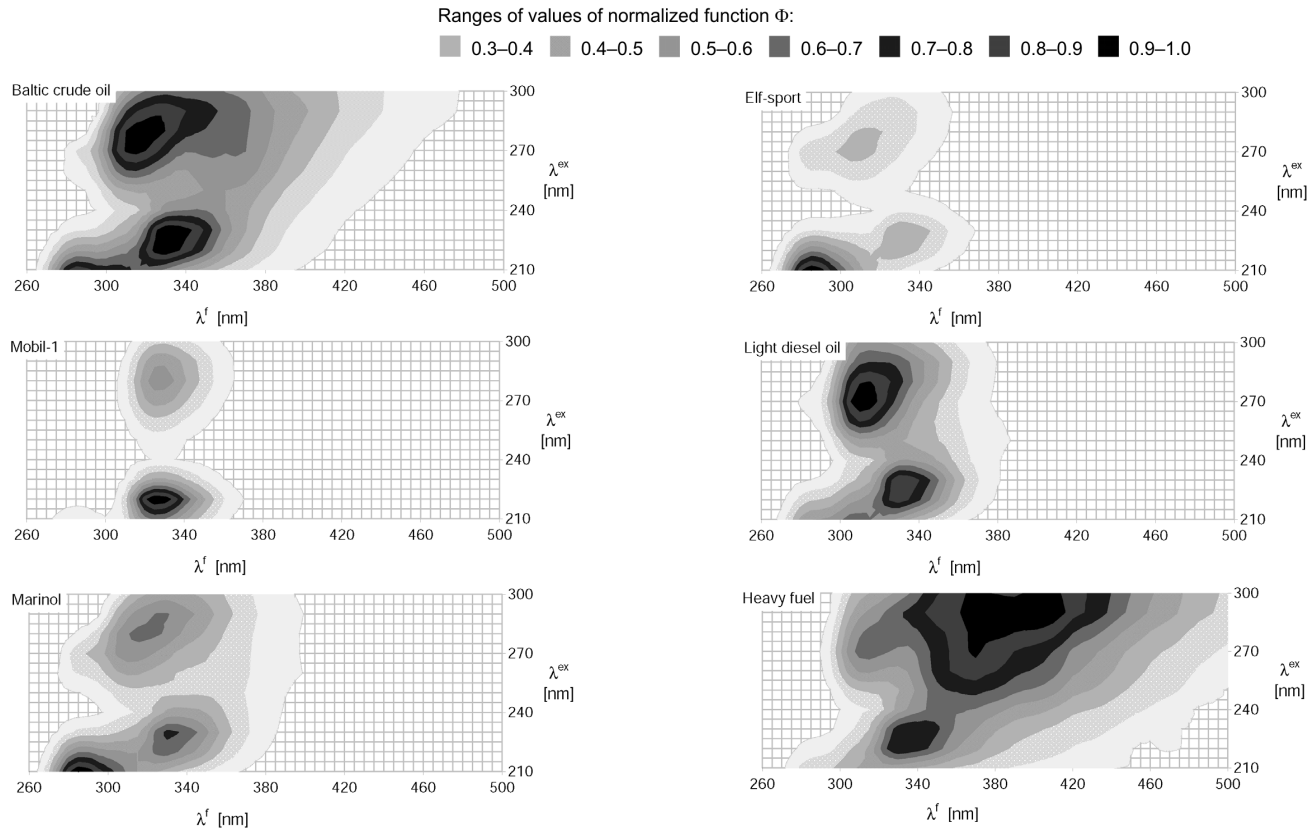 Ranges of values of normalized function Φ:
0.3–0.4 0.4–0.5 0.5–0.6 0.6–0.7 0.7–0.8 0.8–0.9 0.9–1.0
Baltic crude oil
300
270
240
210
λex
[nm]
260 300 340 380 420 460 500
λf [nm]
Elf-sport
300
270
240
210
λex
[nm]
260 300 340 380 420 460 500
λf [nm]
Mobil-1
300
270
240
210
λex
[nm]
260 300 340 380 420 460 500
λf [nm]
Light diesel oil
300
270
240
210
λex
[nm]
260 300 340 380 420 460 500
λf [nm]
Marinol
300
270
240
210
λex
[nm]
260 300 340 380 420 460 500
λf [nm]
Heavy fuel
300
270
240
210
λex
[nm]
260 300 340 380 420 460 500
λf [nm]